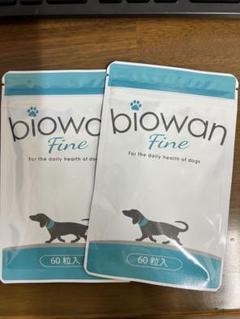 biowan
Fine
For the daily health of dogs
60粒入
biowan
Fine
For the daily health of dogs
60粒入